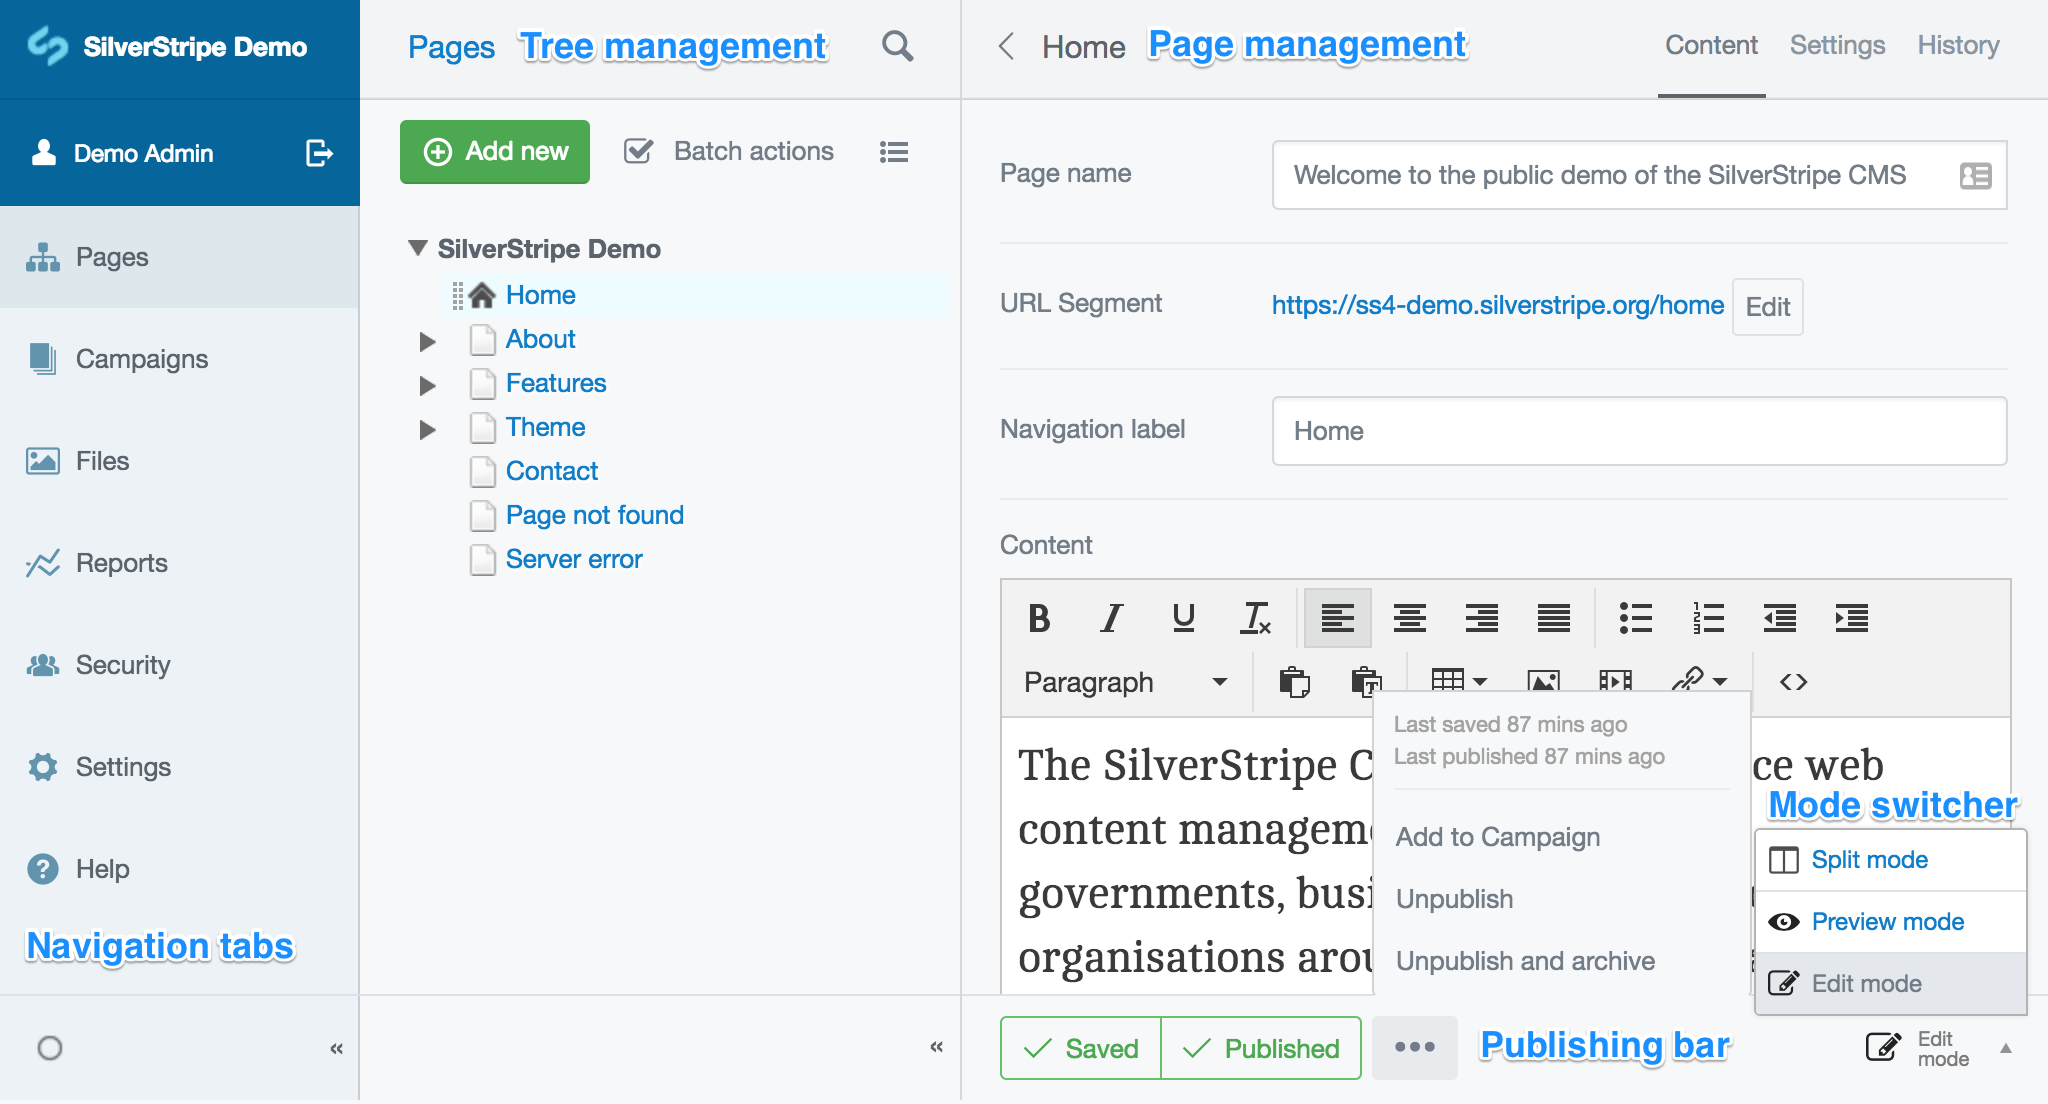 SilverStripe Demo
Demo Admin
Pages
Campaigns
Files
Reports
Security
Settings
Help
Navigation tabs
«
Pages Tree management
Add new Batch actions
SilverStripe Demo
Home
About
Features
Theme
Contact
Page not found
Server error
«
Home Page management Content Settings History
Page name Welcome to the public demo of the SilverStripe CMS
URL Segment https://ss4-demo.silverstripe.org/home Edit
Navigation label Home
Content
Paragraph
The SilverStripe C ce web
content managem
governments, busi
organisations arou
Last saved 87 mins ago
Last published 87 mins ago
Add to Campaign
Unpublish
Unpublish and archive
Mode switcher
Split mode
Preview mode
Edit mode
Saved Published ••• Publishing bar
Edit
mode